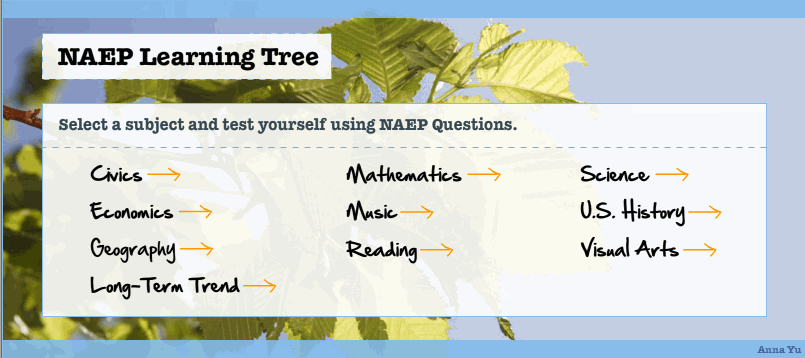 NAEP Learning Tree
Select a subject and test yourself using NAEP Questions.
Civics
Economics
Geography
Long-Term Trend
Mathematics
Music
Reading
Science
U.S. History
Visual Arts
Anna Yu